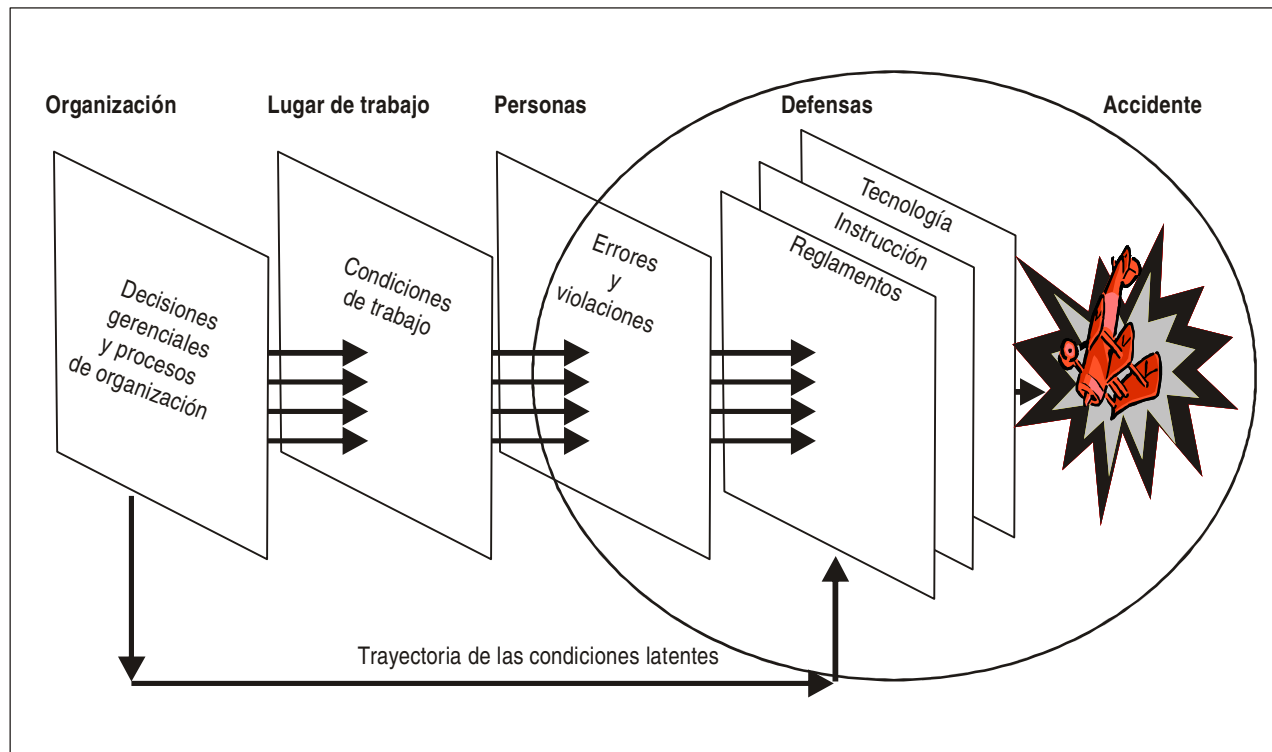 Organización
Lugar de trabajo
Personas
Defensas
Accidente
Decisiones
gerenciales
y procesos
de organización
Condiciones
de trabajo
Errores
y
violaciones
Tecnología
Instrucción
Reglamentos
Trayectoria de las condiciones latentes